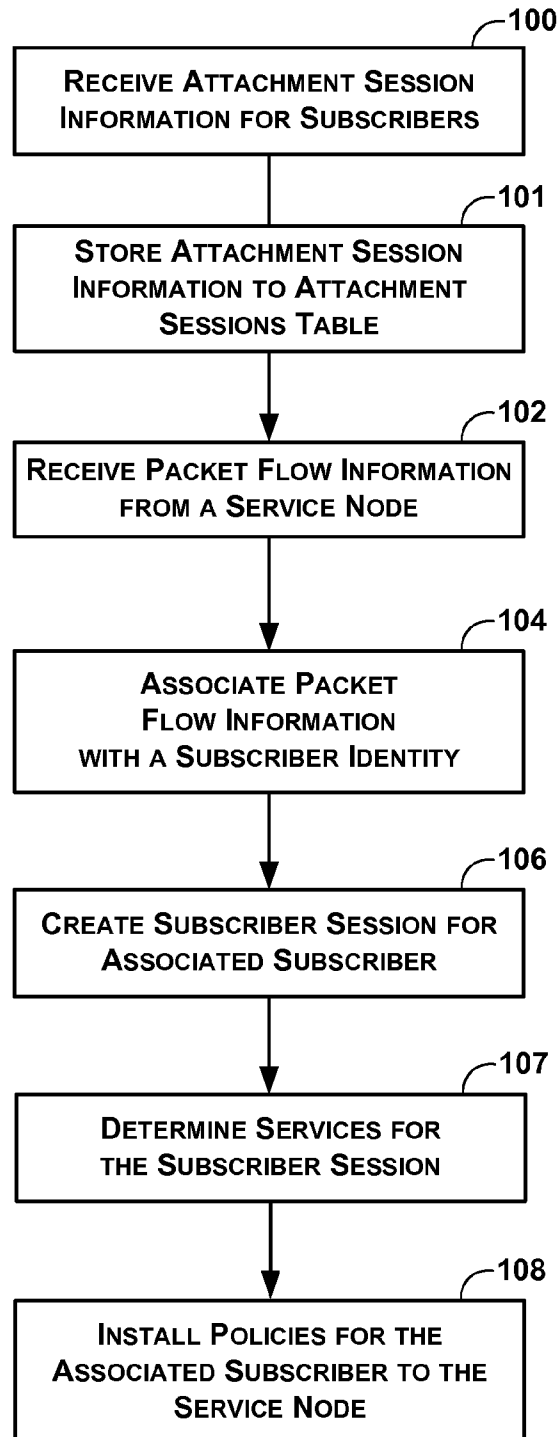 100
RECEIVE ATTACHMENT SESSION
INFORMATION FOR SUBSCRIBERS
101
STORE ATTACHMENT SESSION
INFORMATION TO ATTACHMENT
SESSIONS TABLE
102
RECEIVE PACKET FLOW INFORMATION
FROM A SERVICE NODE
104
ASSOCIATE PACKET
FLOW INFORMATION
WITH A SUBSCRIBER IDENTITY
106
CREATE SUBSCRIBER SESSION FOR
ASSOCIATED SUBSCRIBER
107
DETERMINE SERVICES FOR
THE SUBSCRIBER SESSION
108
INSTALL POLICIES FOR THE
ASSOCIATED SUBSCRIBER TO THE
SERVICE NODE